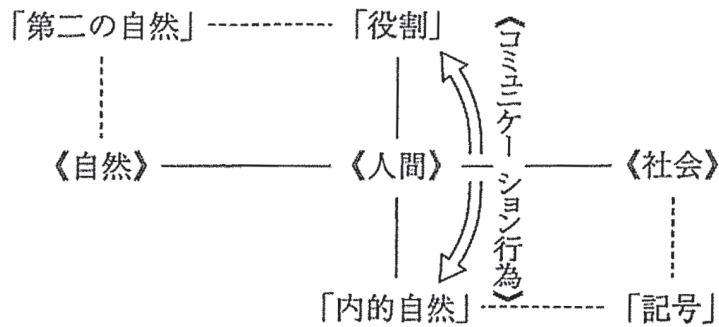 「第二の自然」
「役割」
《コミュニケーション行為》
《自然》
《人間》
《社会》
「内的自然」
「記号」